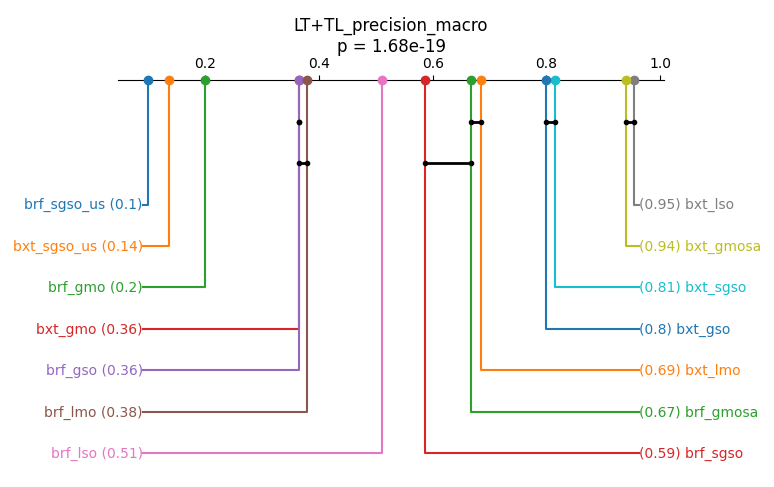 LT+TL_precision_macro
p = 1.68e-19
0.2 0.4 0.6 0.8 1.0
brf_sgso_us (0.1) (0.95) bxt_lso
bxt_sgso_us (0.14) (0.94) bxt_gmosa
brf_gmo (0.2) (0.81) bxt_sgso
bxt_gmo (0.36) (0.8) bxt_gso
brf_gso (0.36) (0.69) bxt_lmo
brf_lmo (0.38) (0.67) brf_gmosa
brf_lso (0.51) (0.59) brf_sgso